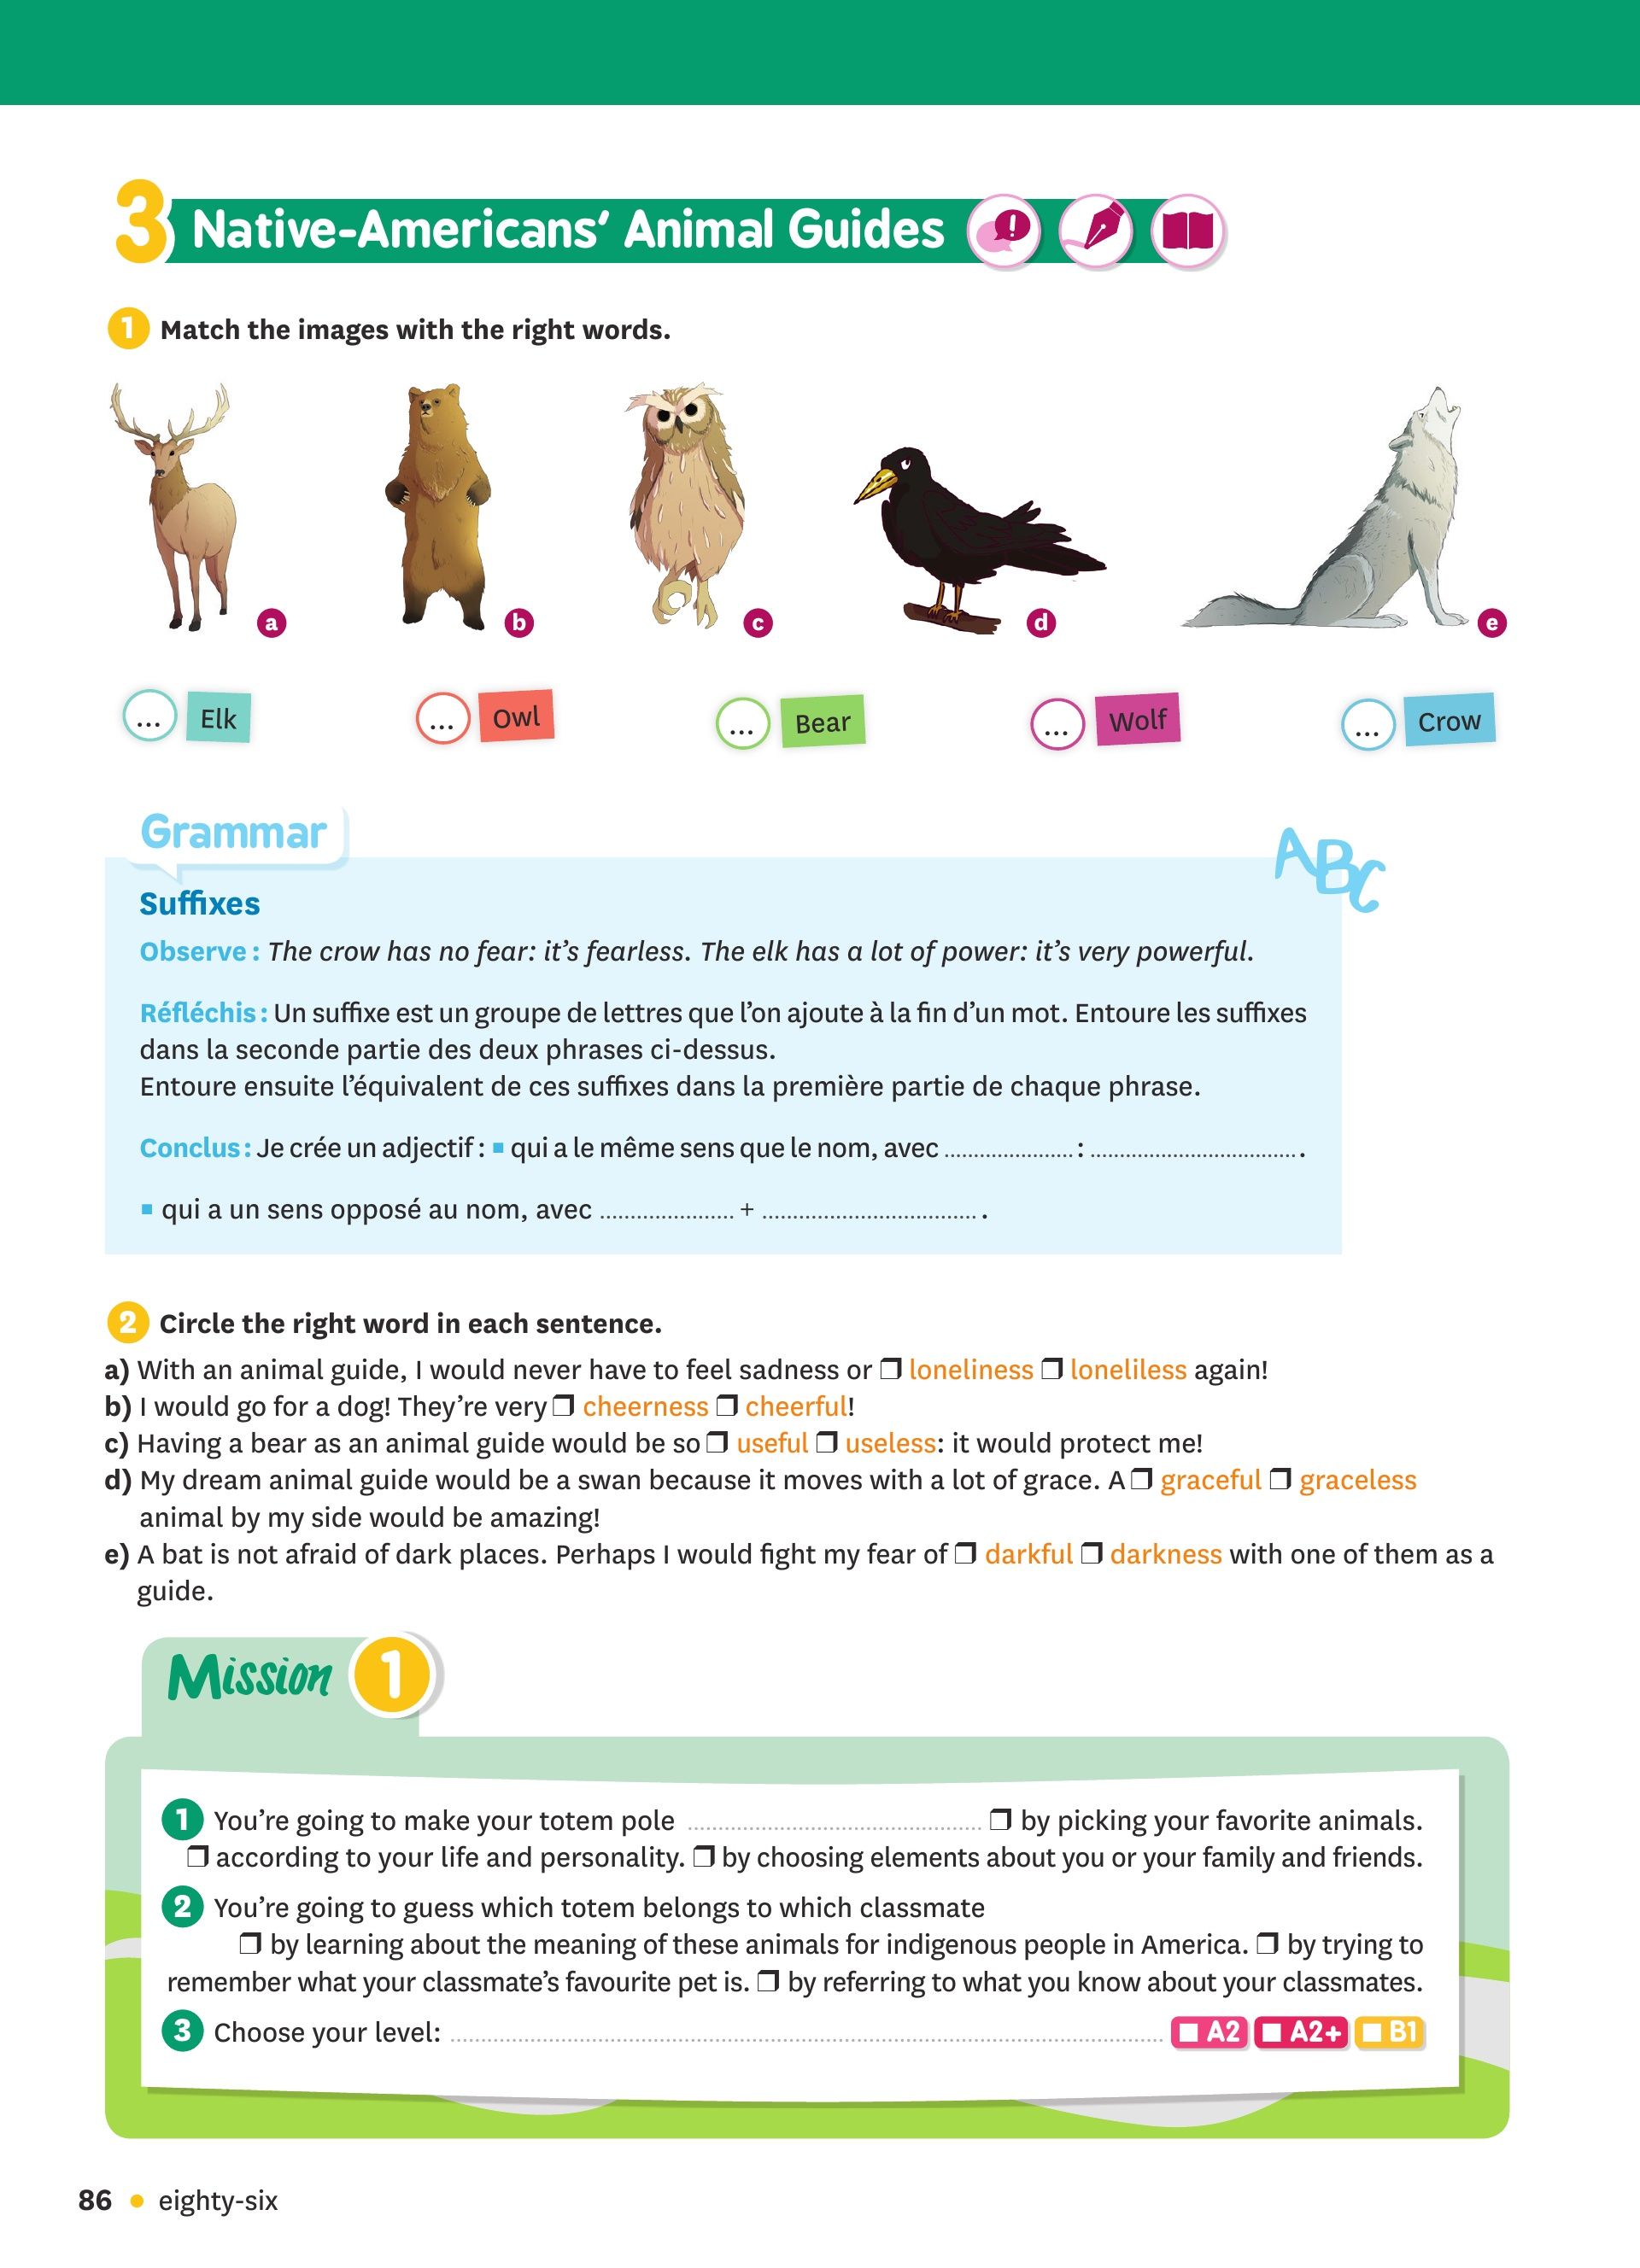 3 Native-Americans' Animal Guides
1 Match the images with the right words.
a b c d e
... Elk ... Owl ... Bear ... Wolf ... Crow
Grammar
ABC
Suffixes
Observe : The crow has no fear: it's fearless. The elk has a lot of power: it's very powerful.
Réfléchis : Un suffixe est un groupe de lettres que l'on ajoute à la fin d'un mot. Entoure les suffixes
dans la seconde partie des deux phrases ci-dessus.
Entoure ensuite l'équivalent de ces suffixes dans la première partie de chaque phrase.
Conclus : Je crée un adjectif : ▪ qui a le même sens que le nom, avec ..................... : .................................. .
▪ qui a un sens opposé au nom, avec ...................... + ................................... .
2 Circle the right word in each sentence.
a) With an animal guide, I would never have to feel sadness or ❒ loneliness ❒ loneliless again!
b) I would go for a dog! They're very ❒ cheerness ❒ cheerful!
c) Having a bear as an animal guide would be so ❒ useful ❒ useless: it would protect me!
d) My dream animal guide would be a swan because it moves with a lot of grace. A ❒ graceful ❒ graceless
animal by my side would be amazing!
e) A bat is not afraid of dark places. Perhaps I would fight my fear of ❒ darkful ❒ darkness with one of them as a
guide.
Mission 1
1 You're going to make your totem pole ................................................ ❒ by picking your favorite animals.
❒ according to your life and personality. ❒ by choosing elements about you or your family and friends.
2 You're going to guess which totem belongs to which classmate
❒ by learning about the meaning of these animals for indigenous people in America. ❒ by trying to
remember what your classmate's favourite pet is. ❒ by referring to what you know about your classmates.
3 Choose your level: ........................................................................ A2 A2+ B1
86 • eighty-six